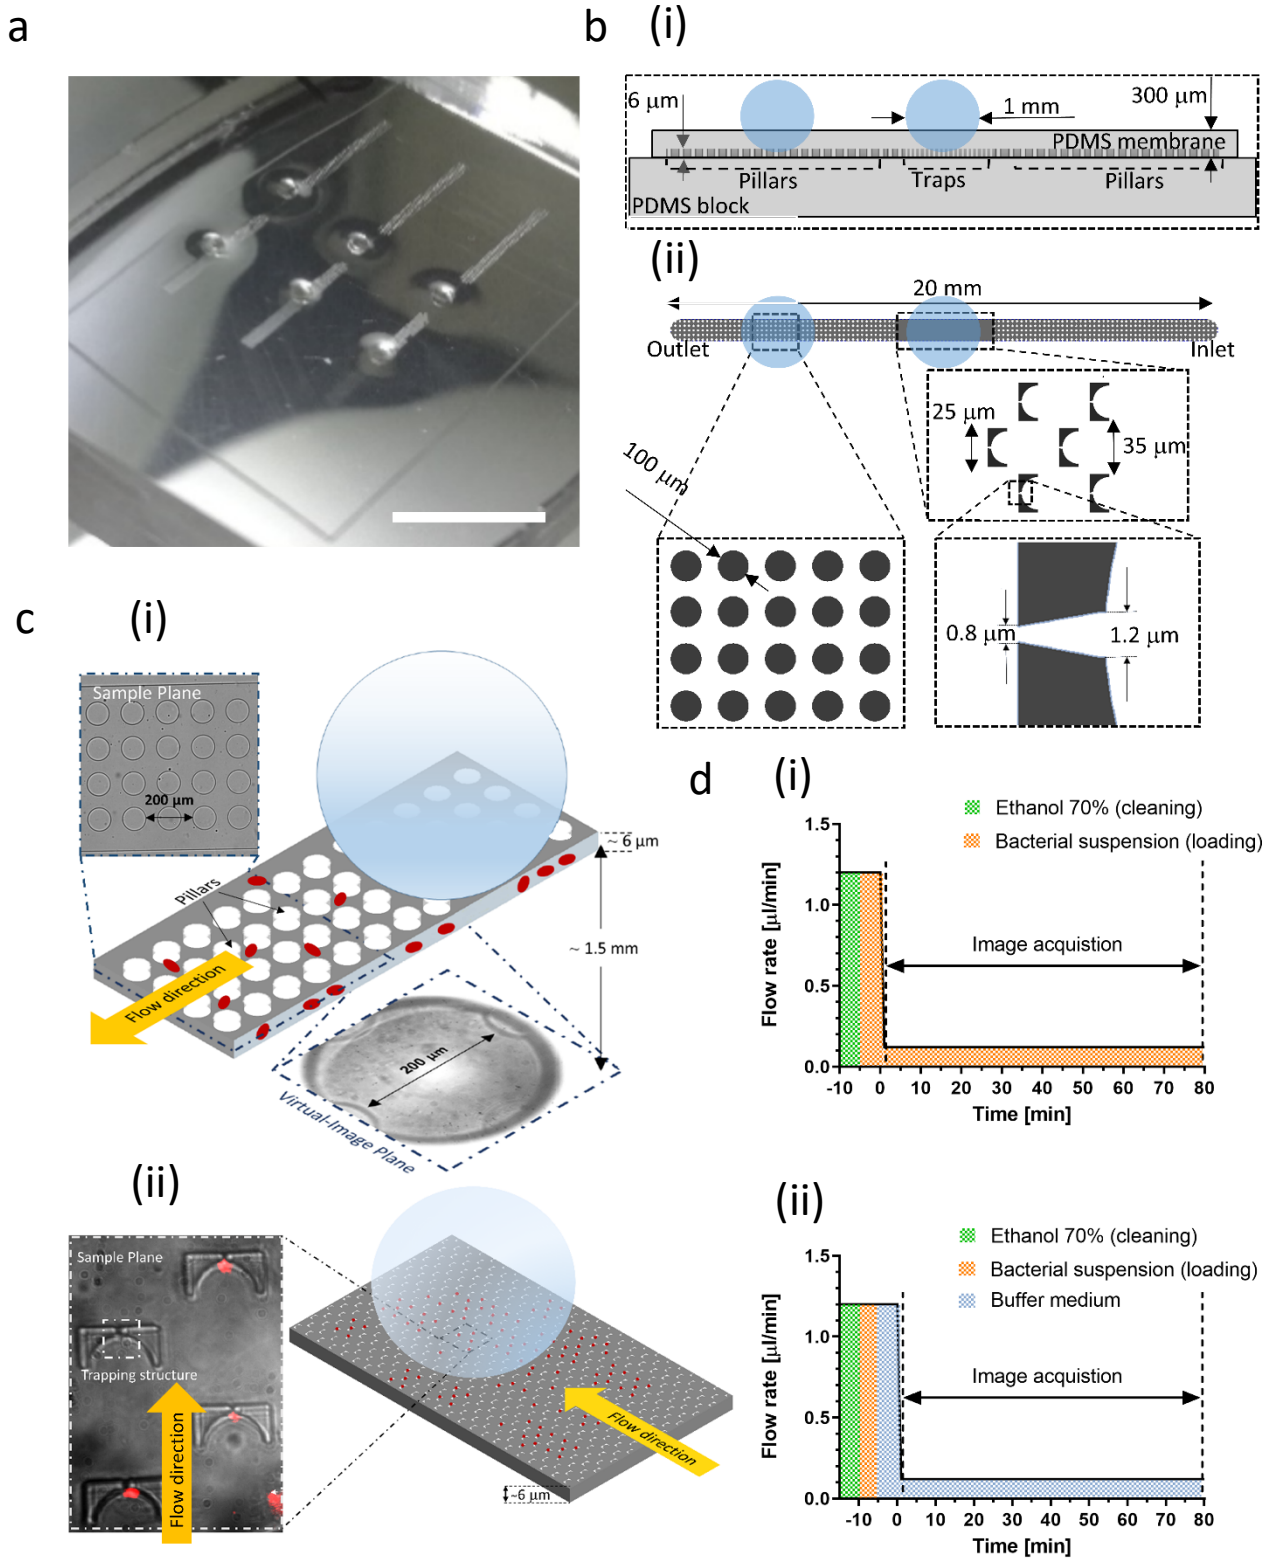 a
b (i)
6 µm
1 mm
300 µm
PDMS membrane
Pillars
Traps
Pillars
PDMS block
(ii)
20 mm
Outlet
Inlet
25 µm
35 µm
100 µm
0.8 µm
1.2 µm
c (i)
Sample Plane
200 µm
Pillars
Flow direction
~ 6 µm
~ 1.5 mm
200 µm
Virtual-Image Plane
(ii)
Sample Plane
Trapping structure
Flow direction
Flow direction
~6 µm
d (i)
Ethanol 70% (cleaning)
Bacterial suspension (loading)
Flow rate [µl/min]
1.5
1.0
0.5
0.0
Image acquistion
-10 0 10 20 30 40 50 60 70 80
Time [min]
(ii)
Ethanol 70% (cleaning)
Bacterial suspension (loading)
Buffer medium
Flow rate [µl/min]
1.5
1.0
0.5
0.0
Image acquistion
-10 0 10 20 30 40 50 60 70 80
Time [min]